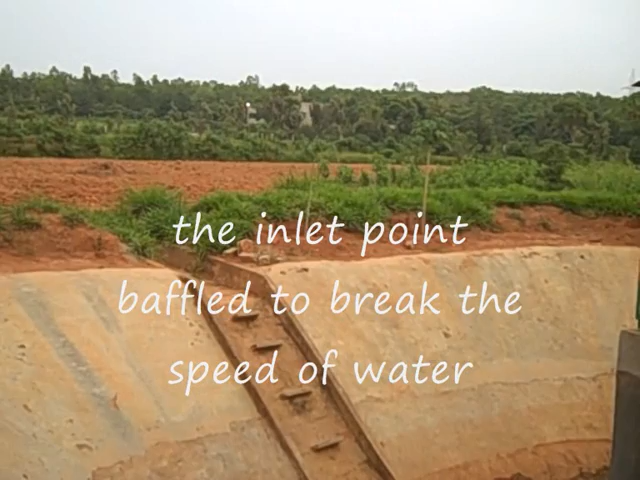 the inlet point
baffled to break the
speed of water